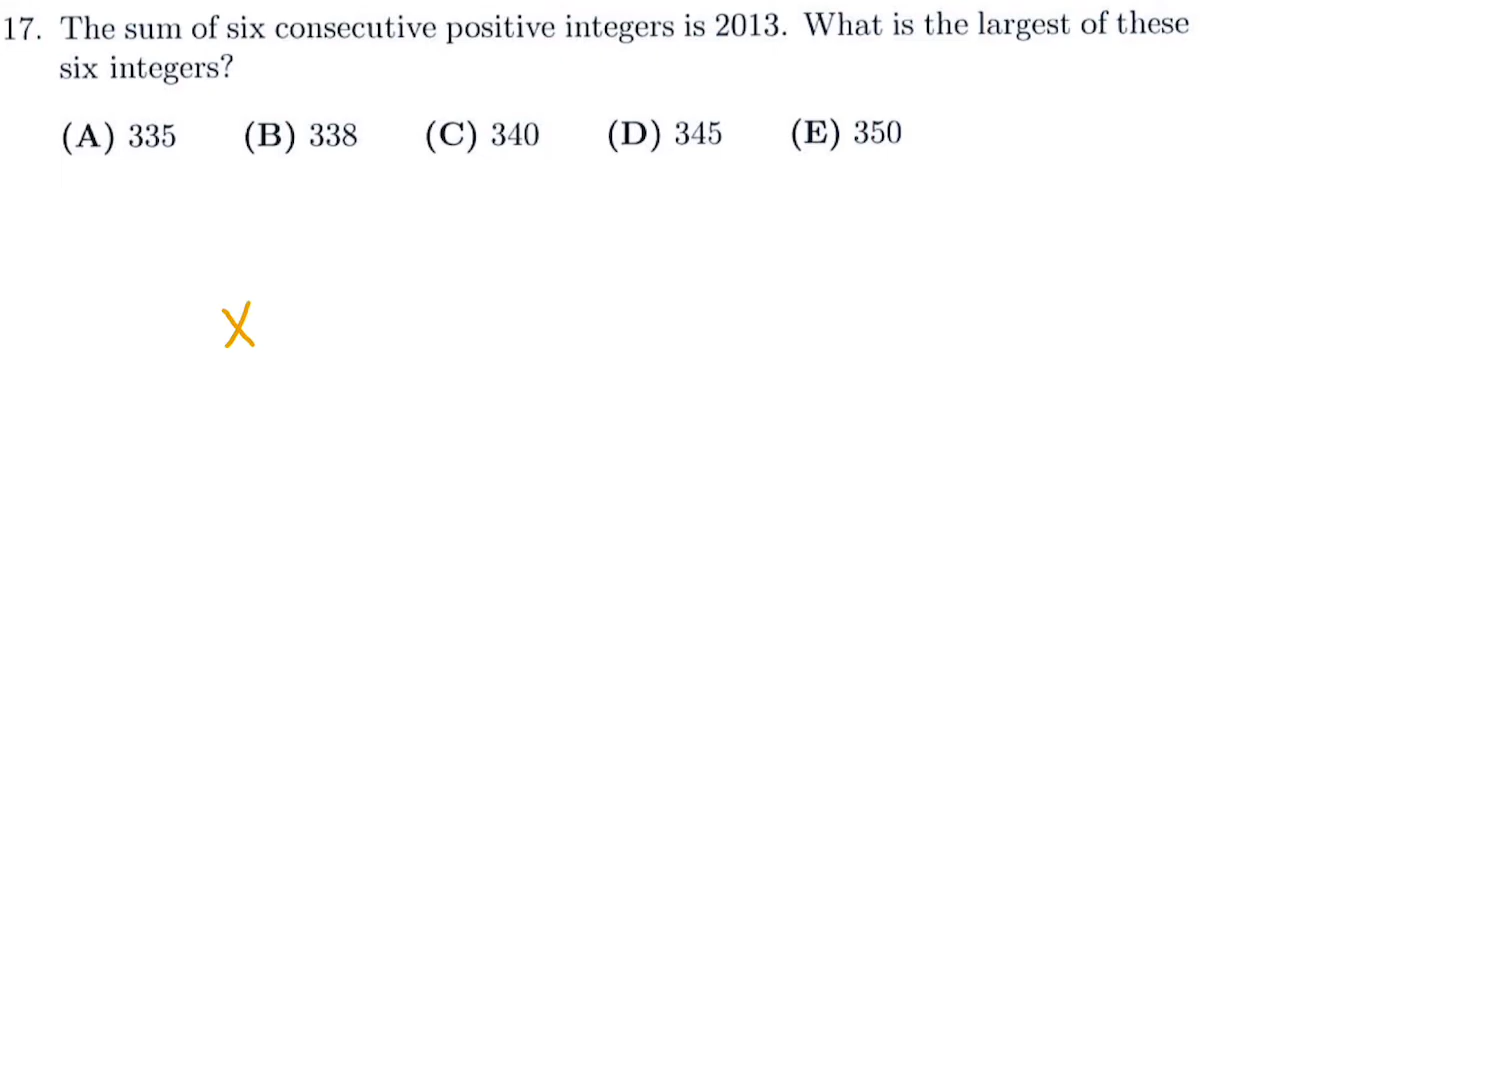 17. The sum of six consecutive positive integers is 2013. What is the largest of these
six integers?
(A) 335 (B) 338 (C) 340 (D) 345 (E) 350
X